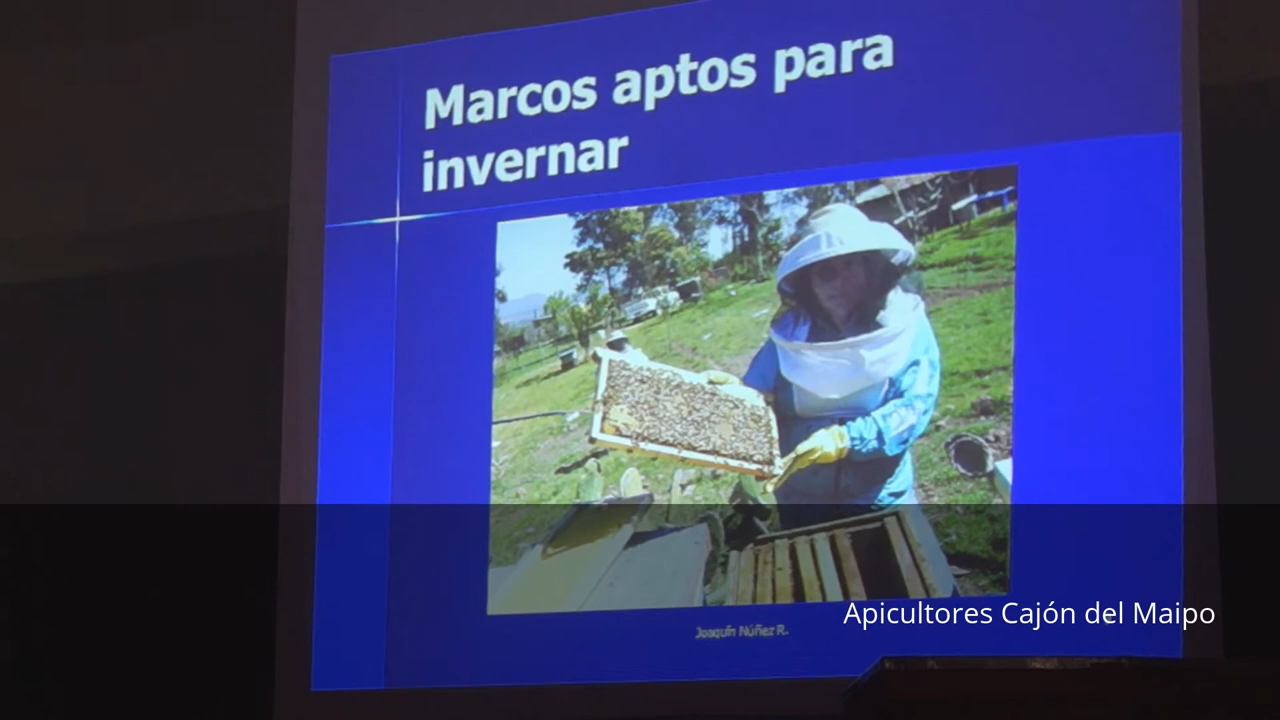 Marcos aptos para
invernar
Joaquín Núñez R.
Apicultores Cajón del Maipo